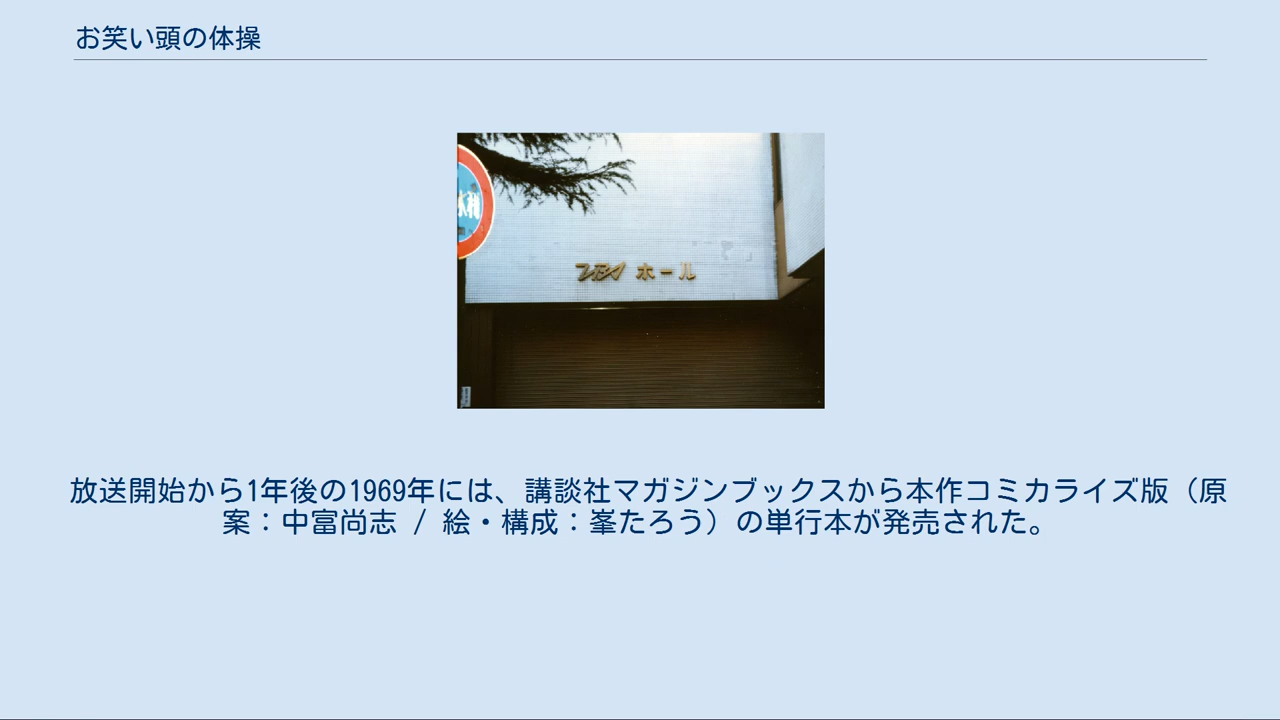 お笑い頭の体操
水利
ホール
放送開始から1年後の1969年には、講談社マガジンブックスから本作コミカライズ版（原
案：中富尚志 / 絵・構成：峯たろう）の単行本が発売された。